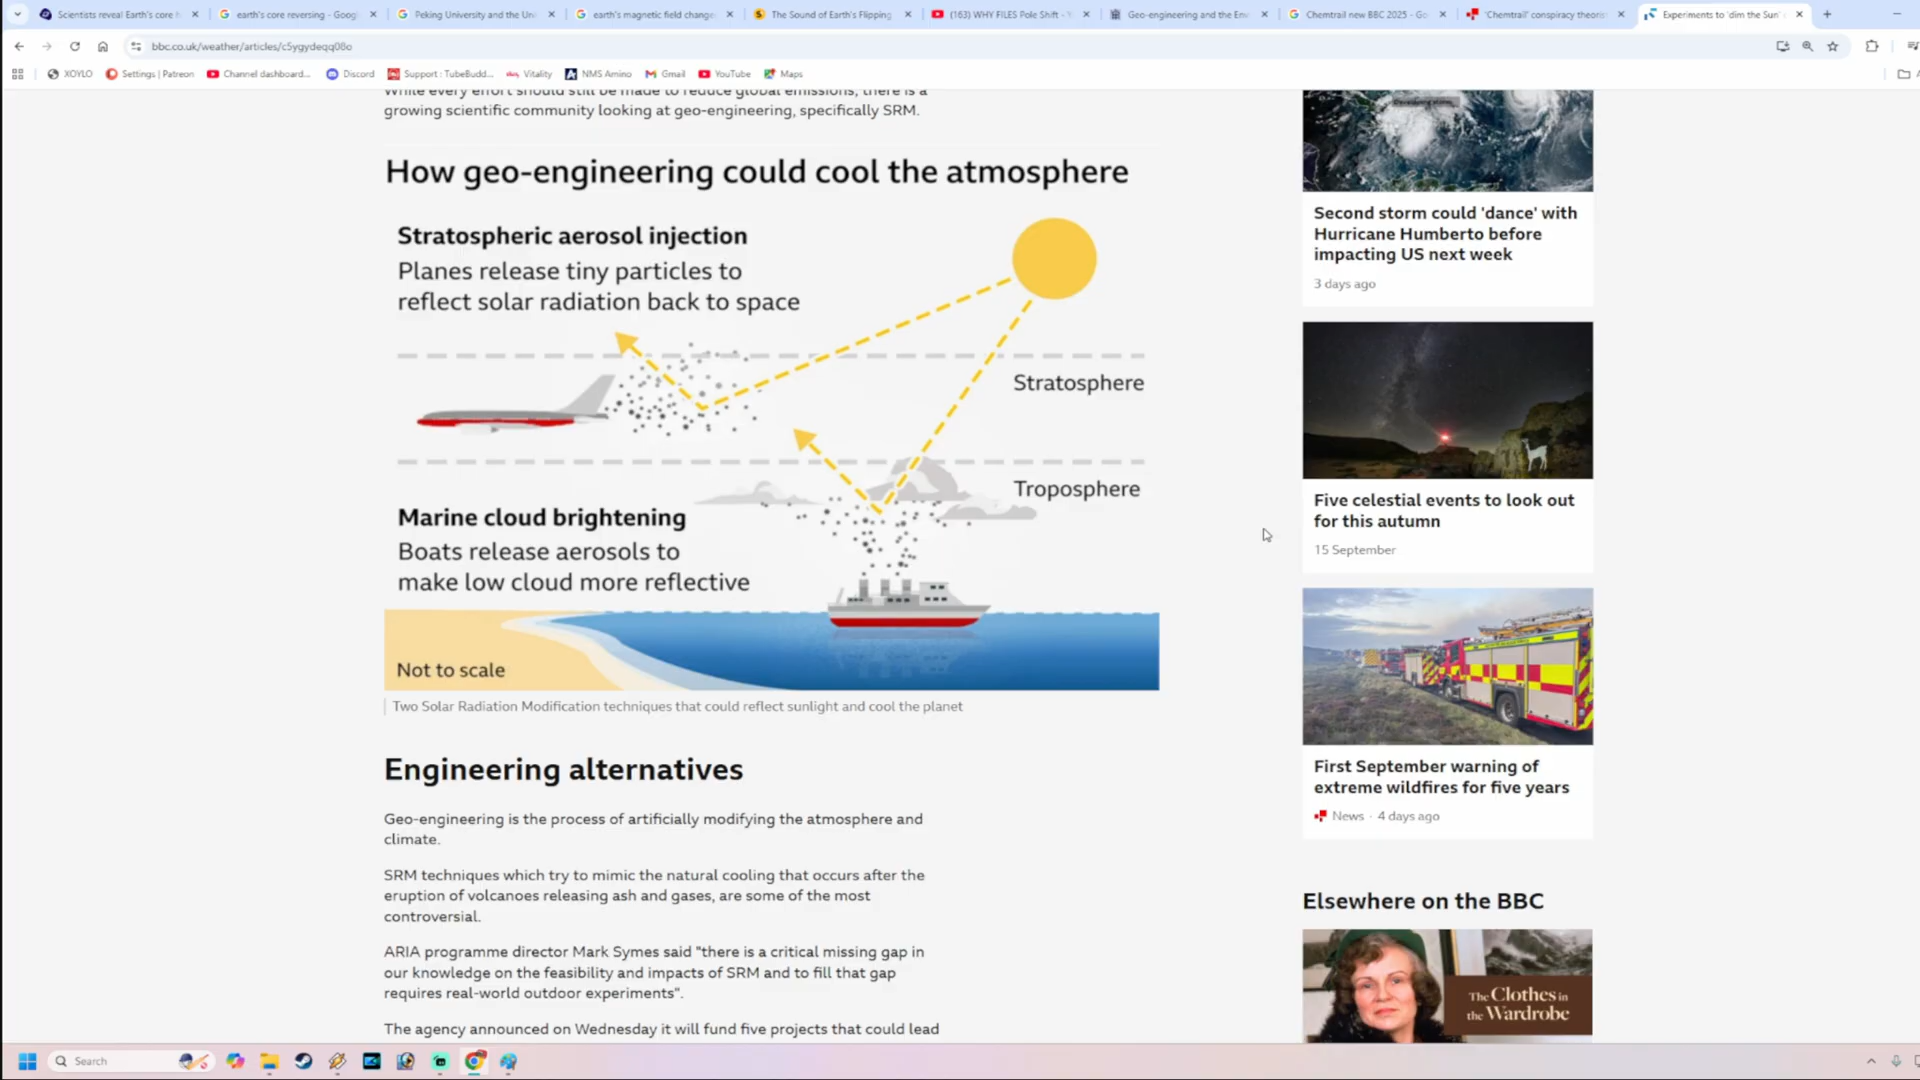 Scientists reveal Earth's core h
earth's core reversing - Goog
Peking University and the Uni
earth's magnetic field change
The Sound of Earth's Flipping
(163) WHY FILES Pole Shift - Y
Geo-engineering and the Env
Chemtrail new BBC 2025 - Go
'Chemtrail' conspiracy theoris
Experiments to 'dim the Sun'
bbc.co.uk/weather/articles/c5ygydeqq08o
XOYLO
Settings | Patreon
Channel dashboard...
Discord
Support : TubeBudd...
Vitality
NMS Amino
Gmail
YouTube
Maps
While every effort should still be made to reduce global emissions, there is a
growing scientific community looking at geo-engineering, specifically SRM.
How geo-engineering could cool the atmosphere
Stratospheric aerosol injection
Planes release tiny particles to
reflect solar radiation back to space
Stratosphere
Troposphere
Marine cloud brightening
Boats release aerosols to
make low cloud more reflective
Not to scale
Two Solar Radiation Modification techniques that could reflect sunlight and cool the planet
Engineering alternatives
Geo-engineering is the process of artificially modifying the atmosphere and
climate.
SRM techniques which try to mimic the natural cooling that occurs after the
eruption of volcanoes releasing ash and gases, are some of the most
controversial.
ARIA programme director Mark Symes said "there is a critical missing gap in
our knowledge on the feasibility and impacts of SRM and to fill that gap
requires real-world outdoor experiments".
The agency announced on Wednesday it will fund five projects that could lead
Second storm could 'dance' with
Hurricane Humberto before
impacting US next week
3 days ago
Five celestial events to look out
for this autumn
15 September
First September warning of
extreme wildfires for five years
News · 4 days ago
Elsewhere on the BBC
The Clothes in
the Wardrobe
Search